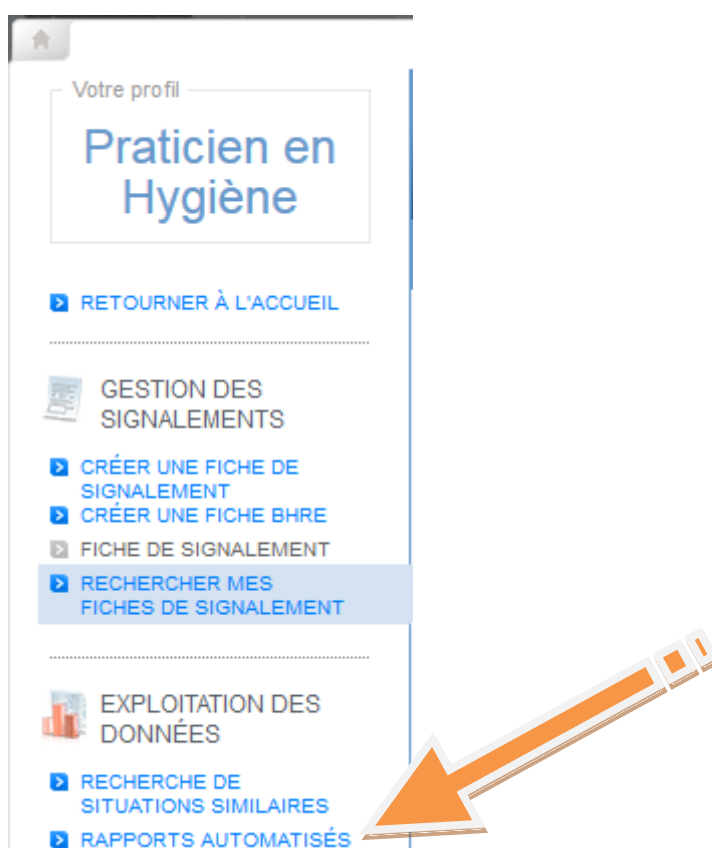 Votre profil
Praticien en
Hygiène
RETOURNER À L'ACCUEIL
GESTION DES
SIGNALEMENTS
CRÉER UNE FICHE DE
SIGNALEMENT
CRÉER UNE FICHE BHRE
FICHE DE SIGNALEMENT
RECHERCHER MES
FICHES DE SIGNALEMENT
EXPLOITATION DES
DONNÉES
RECHERCHE DE
SITUATIONS SIMILAIRES
RAPPORTS AUTOMATISÉS